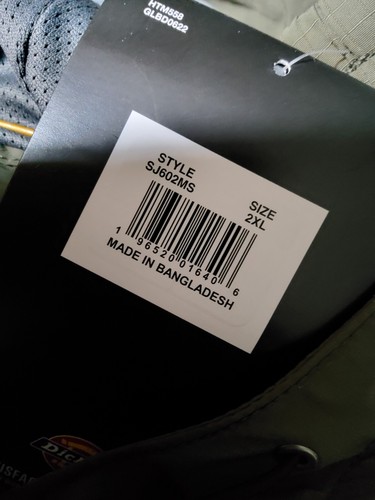 HTM558
GLBD0622
STYLE
SJ602MS
SIZE
2XL
1 96520 01640 6
MADE IN BANGLADESH